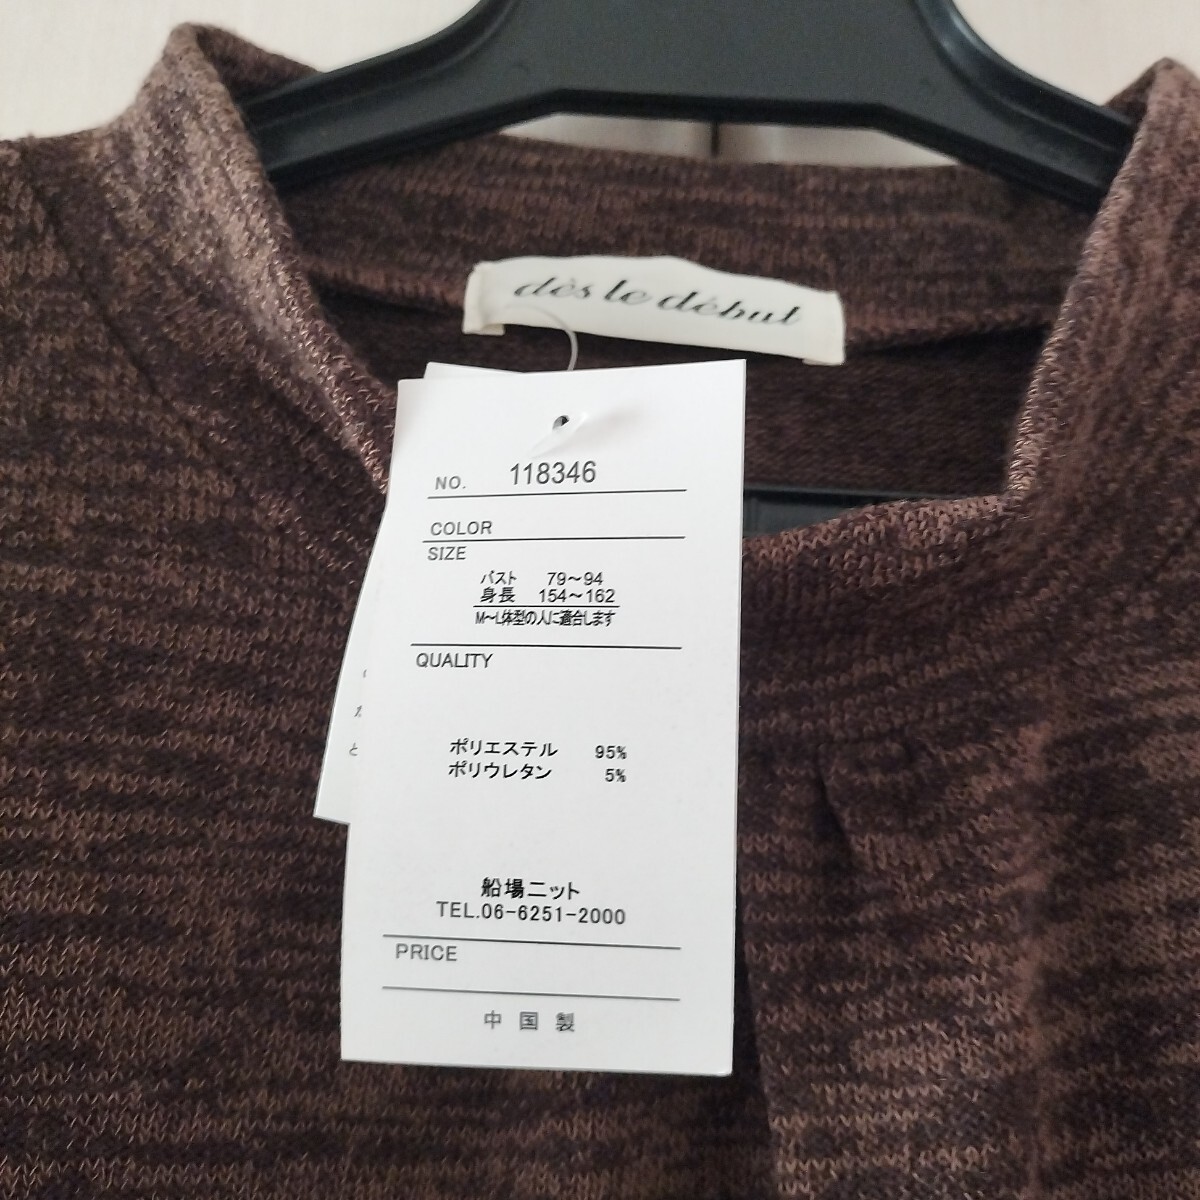 dès le début
NO. 118346
COLOR
SIZE
バスト 79～94
身長 154～162
M～L体型の人に適合します
QUALITY
ポリエステル 95%
ポリウレタン 5%
船場ニット
TEL.06-6251-2000
PRICE
中国製
と